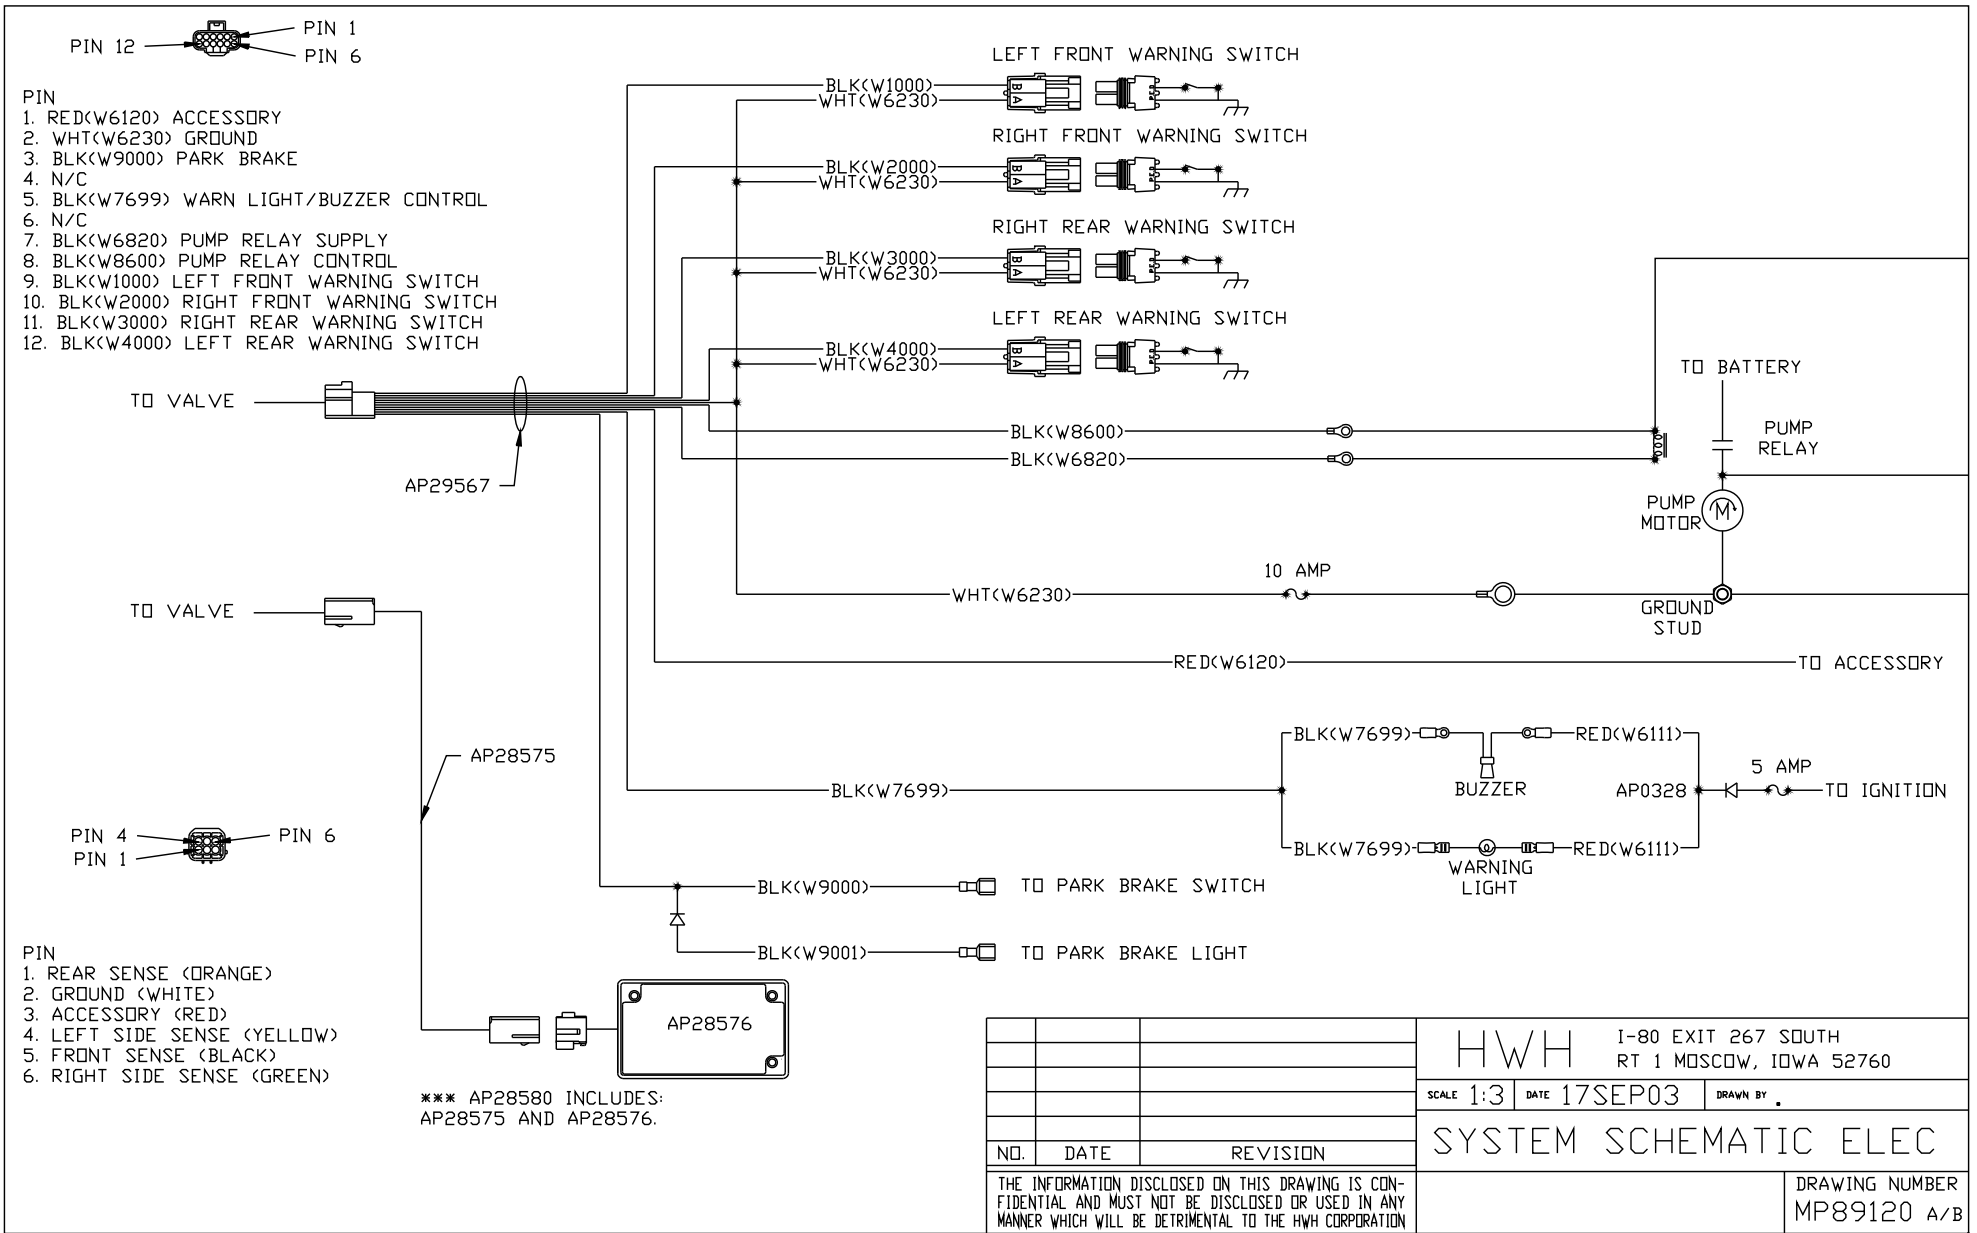 PIN 12
PIN 1
PIN 6
PIN
1. RED(W6120) ACCESSORY
2. WHT(W6230) GROUND
3. BLK(W9000) PARK BRAKE
4. N/C
5. BLK(W7699) WARN LIGHT/BUZZER CONTROL
6. N/C
7. BLK(W6820) PUMP RELAY SUPPLY
8. BLK(W8600) PUMP RELAY CONTROL
9. BLK(W1000) LEFT FRONT WARNING SWITCH
10. BLK(W2000) RIGHT FRONT WARNING SWITCH
11. BLK(W3000) RIGHT REAR WARNING SWITCH
12. BLK(W4000) LEFT REAR WARNING SWITCH
LEFT FRONT WARNING SWITCH
BLK(W1000)
WHT(W6230)
B
A
RIGHT FRONT WARNING SWITCH
BLK(W2000)
WHT(W6230)
B
A
RIGHT REAR WARNING SWITCH
BLK(W3000)
WHT(W6230)
B
A
LEFT REAR WARNING SWITCH
BLK(W4000)
WHT(W6230)
B
A
TO VALVE
AP29567
BLK(W8600)
BLK(W6820)
TO BATTERY
PUMP
RELAY
PUMP
MOTOR
M
10 AMP
WHT(W6230)
GROUND
STUD
TO VALVE
RED(W6120)
TO ACCESSORY
AP28575
BLK(W7699)
BLK(W7699)
RED(W6111)
BUZZER
AP0328
5 AMP
TO IGNITION
BLK(W7699)
RED(W6111)
WARNING
LIGHT
PIN 4
PIN 1
PIN 6
BLK(W9000)
TO PARK BRAKE SWITCH
BLK(W9001)
TO PARK BRAKE LIGHT
PIN
1. REAR SENSE (ORANGE)
2. GROUND (WHITE)
3. ACCESSORY (RED)
4. LEFT SIDE SENSE (YELLOW)
5. FRONT SENSE (BLACK)
6. RIGHT SIDE SENSE (GREEN)
AP28576
*** AP28580 INCLUDES:
AP28575 AND AP28576.
NO. DATE REVISION
THE INFORMATION DISCLOSED ON THIS DRAWING IS CON-
FIDENTIAL AND MUST NOT BE DISCLOSED OR USED IN ANY
MANNER WHICH WILL BE DETRIMENTAL TO THE HWH CORPORATION
HWH
I-80 EXIT 267 SOUTH
RT 1 MOSCOW, IOWA 52760
SCALE 1:3 DATE 17SEP03 DRAWN BY .
SYSTEM SCHEMATIC ELEC
DRAWING NUMBER
MP89120 A/B